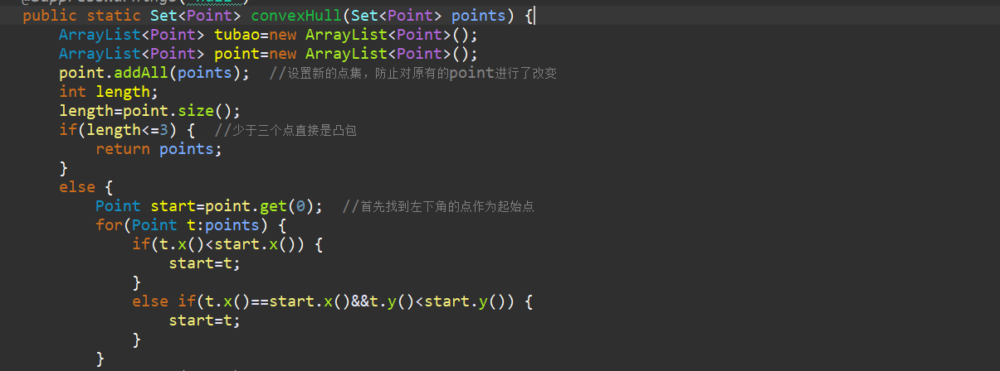 public static Set<Point> convexHull(Set<Point> points) {
ArrayList<Point> tubao=new ArrayList<Point>();
ArrayList<Point> point=new ArrayList<Point>();
point.addAll(points);  //设置新的点集，防止对原有的point进行了改变
int length;
length=point.size();
if(length<=3) {  //少于三个点直接是凸包
return points;
}
else {
Point start=point.get(0);  //首先找到左下角的点作为起始点
for(Point t:points) {
if(t.x()<start.x()) {
start=t;
}
else if(t.x()==start.x()&&t.y()<start.y()) {
start=t;
}
}